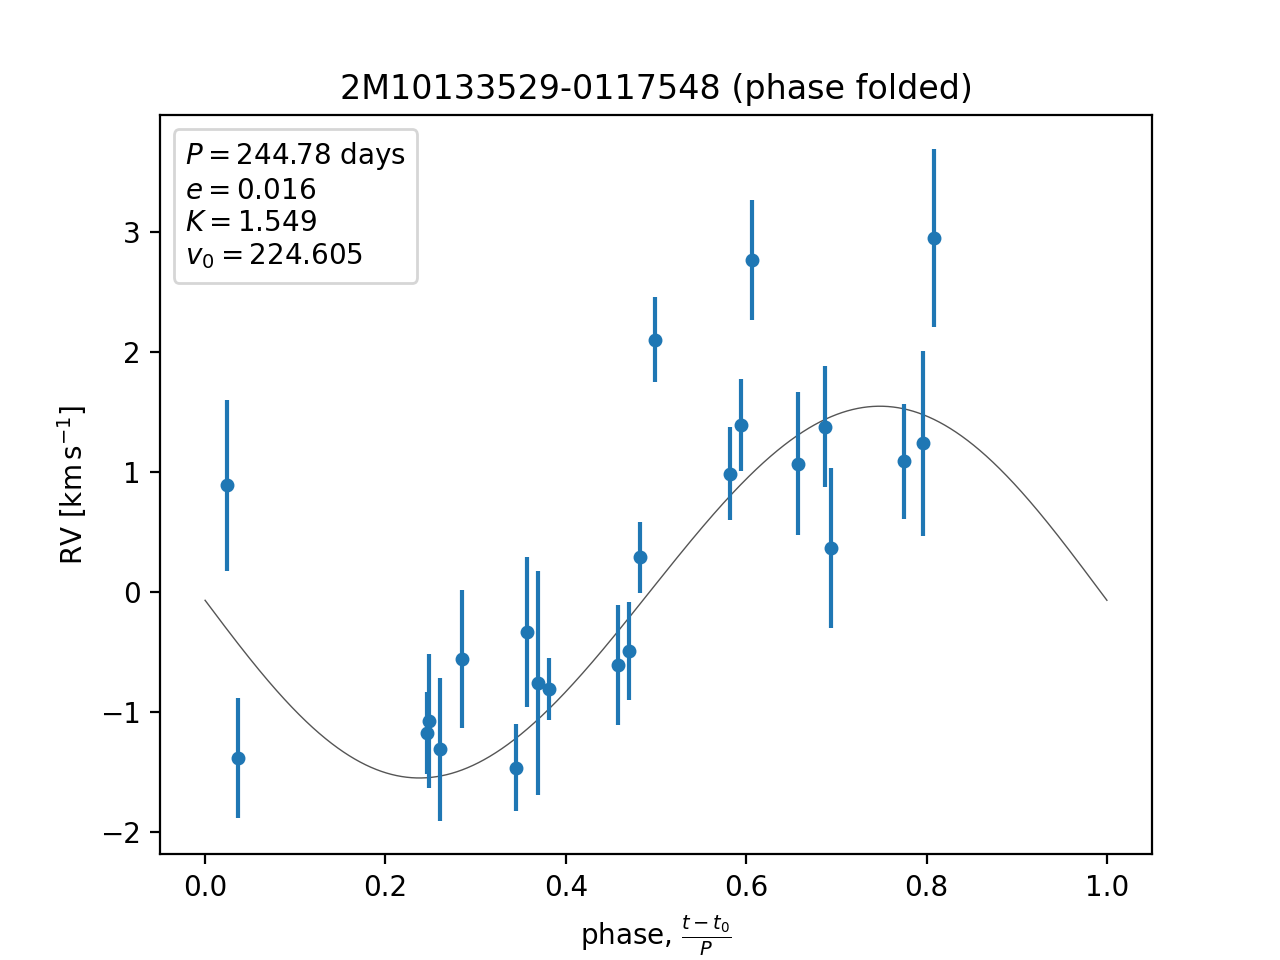 2M10133529-0117548 (phase folded)
P = 244.78 days
e = 0.016
K = 1.549
v₀ = 224.605
3
2
1
0
−1
−2
RV [km s⁻¹]
0.0 0.2 0.4 0.6 0.8 1.0
phase, (t − t₀)/P